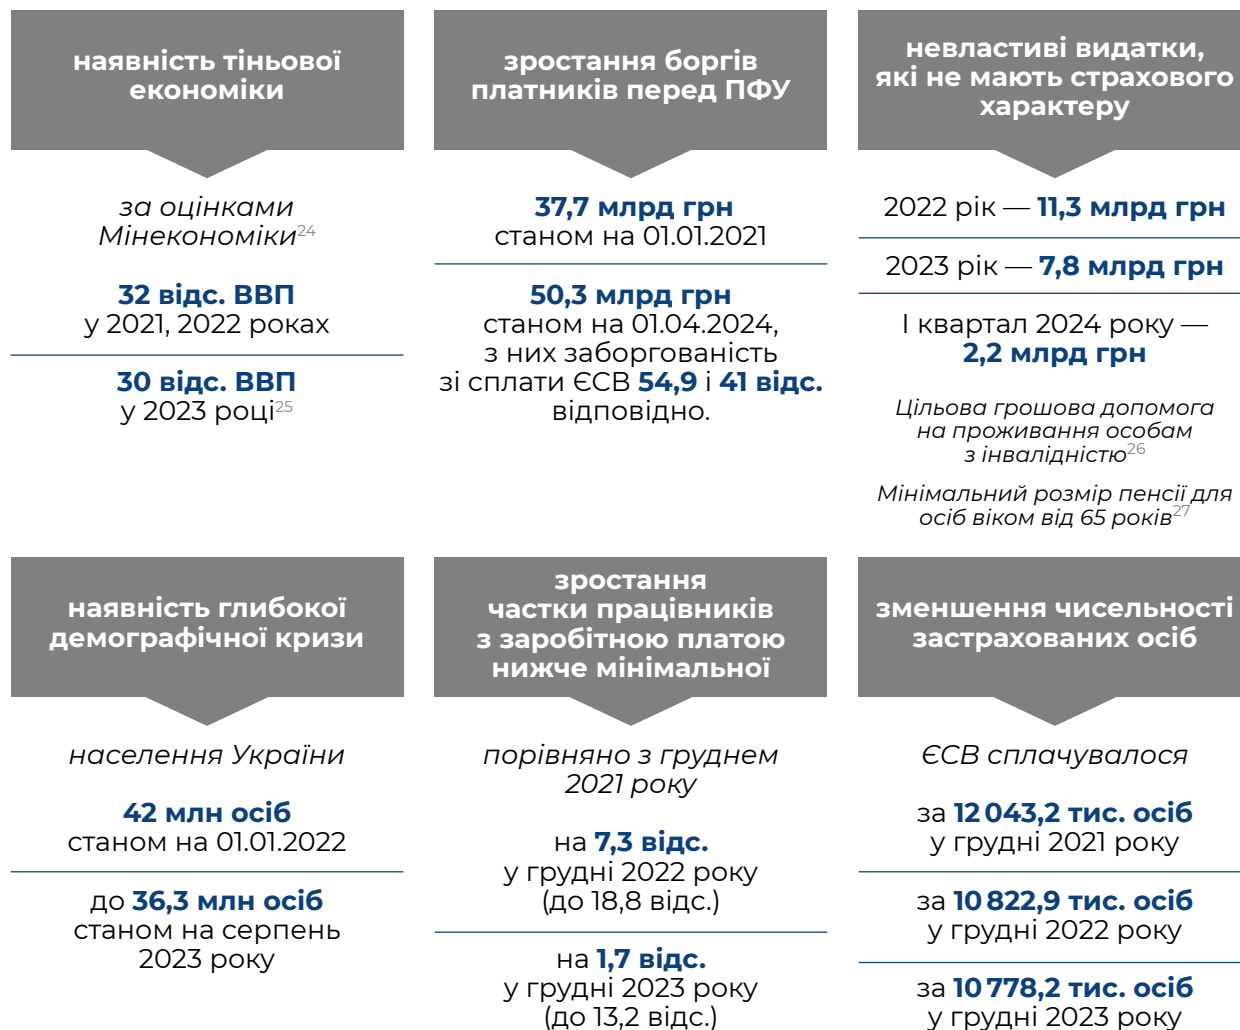 наявність тіньової
економіки
за оцінками
Мінекономіки24
32 відс. ВВП
у 2021, 2022 роках
30 відс. ВВП
у 2023 році25
зростання боргів
платників перед ПФУ
37,7 млрд грн
станом на 01.01.2021
50,3 млрд грн
станом на 01.04.2024,
з них заборгованість
зі сплати ЄСВ 54,9 і 41 відс.
відповідно.
невластиві видатки,
які не мають страхового
характеру
2022 рік — 11,3 млрд грн
2023 рік — 7,8 млрд грн
І квартал 2024 року —
2,2 млрд грн
Цільова грошова допомога
на проживання особам
з інвалідністю26
Мінімальний розмір пенсії для
осіб віком від 65 років27
наявність глибокої
демографічної кризи
населення України
42 млн осіб
станом на 01.01.2022
до 36,3 млн осіб
станом на серпень
2023 року
зростання
частки працівників
з заробітною платою
нижче мінімальної
порівняно з груднем
2021 року
на 7,3 відс.
у грудні 2022 року
(до 18,8 відс.)
на 1,7 відс.
у грудні 2023 року
(до 13,2 відс.)
зменшення чисельності
застрахованих осіб
ЄСВ сплачувалося
за 12 043,2 тис. осіб
у грудні 2021 року
за 10 822,9 тис. осіб
у грудні 2022 року
за 10 778,2 тис. осіб
у грудні 2023 року